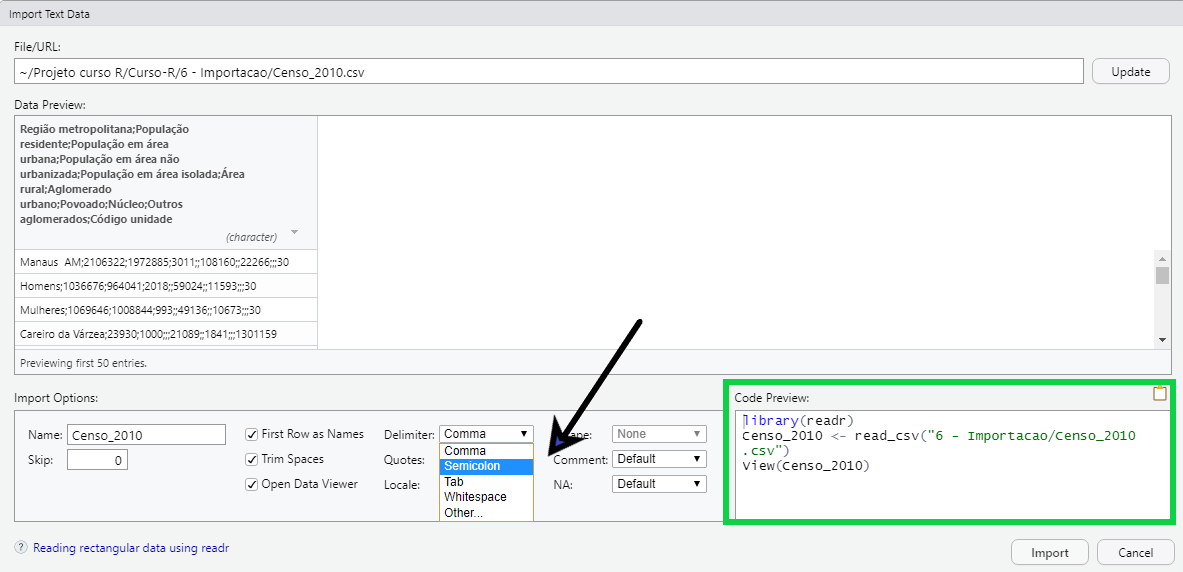 Import Text Data
File/URL:
~/Projeto curso R/Curso-R/6 - Importacao/Censo_2010.csv
Update
Data Preview:
Região metropolitana;População
residente;População em área
urbana;População em área não
urbanizada;População em área isolada;Área
rural;Aglomerado
urbano;Povoado;Núcleo;Outros
aglomerados;Código unidade
(character)
Manaus  AM;2106322;1972885;3011;;108160;;22266;;;30
Homens;1036676;964041;2018;;59024;;11593;;;30
Mulheres;1069646;1008844;993;;49136;;10673;;;30
Careiro da Várzea;23930;1000;;;21089;;1841;;;1301159
Previewing first 50 entries.
Import Options:
Name: Censo_2010
Skip: 0
First Row as Names
Trim Spaces
Open Data Viewer
Delimiter: Comma
Quotes:
Locale:
Comma
Semicolon
Tab
Whitespace
Other...
None
Comment: Default
NA: Default
Code Preview:
library(readr)
Censo_2010 <- read_csv("6 - Importacao/Censo_2010
.csv")
View(Censo_2010)
? Reading rectangular data using readr
Import
Cancel